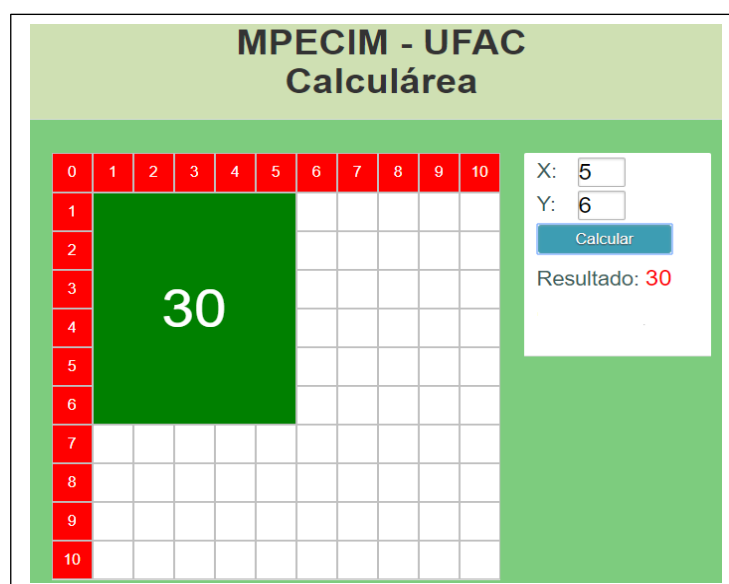 MPECIM - UFAC
Calculárea
0 1 2 3 4 5 6 7 8 9 10
1
2
3
4
5
6
7
8
9
10
30
X: 5
Y: 6
Calcular
Resultado: 30